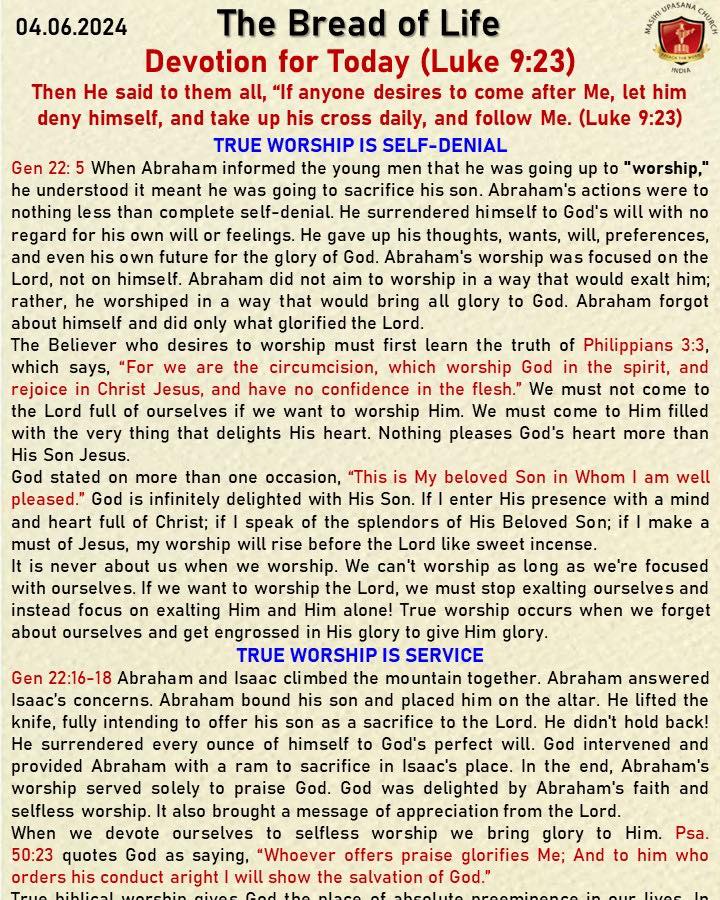 04.06.2024
The Bread of Life
MASIHI UPASANA CHURCH
INDIA
Devotion for Today (Luke 9:23)
Then He said to them all, “If anyone desires to come after Me, let him
deny himself, and take up his cross daily, and follow Me. (Luke 9:23)
TRUE WORSHIP IS SELF-DENIAL
Gen 22: 5 When Abraham informed the young men that he was going up to "worship,"
he understood it meant he was going to sacrifice his son. Abraham's actions were to
nothing less than complete self-denial. He surrendered himself to God's will with no
regard for his own will or feelings. He gave up his thoughts, wants, will, preferences,
and even his own future for the glory of God. Abraham's worship was focused on the
Lord, not on himself. Abraham did not aim to worship in a way that would exalt him;
rather, he worshiped in a way that would bring all glory to God. Abraham forgot
about himself and did only what glorified the Lord.
The Believer who desires to worship must first learn the truth of Philippians 3:3,
which says, “For we are the circumcision, which worship God in the spirit, and
rejoice in Christ Jesus, and have no confidence in the flesh.” We must not come to
the Lord full of ourselves if we want to worship Him. We must come to Him filled
with the very thing that delights His heart. Nothing pleases God's heart more than
His Son Jesus.
God stated on more than one occasion, “This is My beloved Son in Whom I am well
pleased.” God is infinitely delighted with His Son. If I enter His presence with a mind
and heart full of Christ; if I speak of the splendors of His Beloved Son; if I make a
must of Jesus, my worship will rise before the Lord like sweet incense.
It is never about us when we worship. We can't worship as long as we're focused
with ourselves. If we want to worship the Lord, we must stop exalting ourselves and
instead focus on exalting Him and Him alone! True worship occurs when we forget
about ourselves and get engrossed in His glory to give Him glory.
TRUE WORSHIP IS SERVICE
Gen 22:16-18 Abraham and Isaac climbed the mountain together. Abraham answered
Isaac's concerns. Abraham bound his son and placed him on the altar. He lifted the
knife, fully intending to offer his son as a sacrifice to the Lord. He didn't hold back!
He surrendered every ounce of himself to God's perfect will. God intervened and
provided Abraham with a ram to sacrifice in Isaac's place. In the end, Abraham's
worship served solely to praise God. God was delighted by Abraham's faith and
selfless worship. It also brought a message of appreciation from the Lord.
When we devote ourselves to selfless worship we bring glory to Him. Psa.
50:23 quotes God as saying, “Whoever offers praise glorifies Me; And to him who
orders his conduct aright I will show the salvation of God.”
True biblical worship gives God the place of absolute preeminence in our lives. In